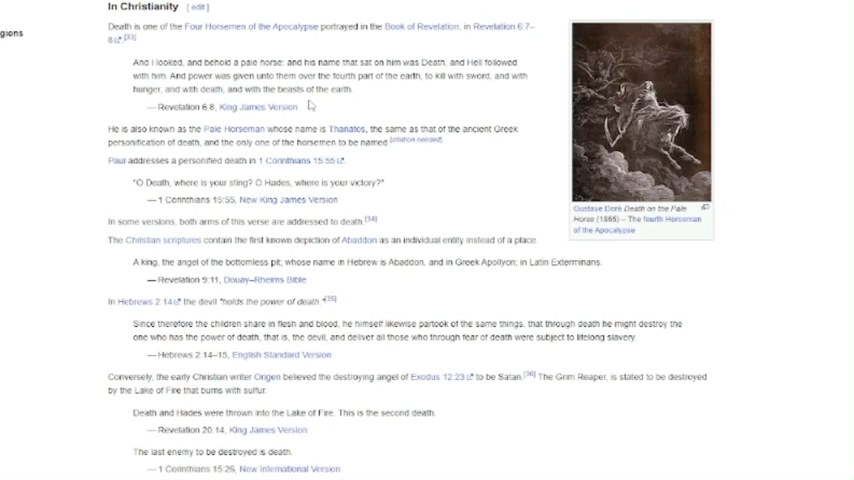 In Christianity [ edit ]
gions
Death is one of the Four Horsemen of the Apocalypse portrayed in the Book of Revelation, in Revelation 6.7–
8.[33]
And I looked, and behold a pale horse: and his name that sat on him was Death, and Hell followed
with him. And power was given unto them over the fourth part of the earth, to kill with sword, and with
hunger, and with death, and with the beasts of the earth.
— Revelation 6:8, King James Version
He is also known as the Pale Horseman whose name is Thanatos, the same as that of the ancient Greek
personification of death, and the only one of the horsemen to be named.[citation needed]
Paul addresses a personified death in 1 Corinthians 15:55.
"O Death, where is your sting? O Hades, where is your victory?"
— 1 Corinthians 15:55, New King James Version
Gustave Doré Death on the Pale
Horse (1865) – The fourth Horseman
of the Apocalypse
In some versions, both arms of this verse are addressed to death.[34]
The Christian scriptures contain the first known depiction of Abaddon as an individual entity instead of a place.
A king, the angel of the bottomless pit; whose name in Hebrew is Abaddon, and in Greek Apollyon; in Latin Exterminans.
— Revelation 9:11, Douay–Rheims Bible
In Hebrews 2:14 the devil "holds the power of death."[35]
Since therefore the children share in flesh and blood, he himself likewise partook of the same things, that through death he might destroy the
one who has the power of death, that is, the devil, and deliver all those who through fear of death were subject to lifelong slavery.
— Hebrews 2:14–15, English Standard Version
Conversely, the early Christian writer Origen believed the destroying angel of Exodus 12:23 to be Satan.[36] The Grim Reaper, is stated to be destroyed
by the Lake of Fire that burns with sulfur.
Death and Hades were thrown into the Lake of Fire. This is the second death.
— Revelation 20:14, King James Version
The last enemy to be destroyed is death.
— 1 Corinthians 15:26, New International Version